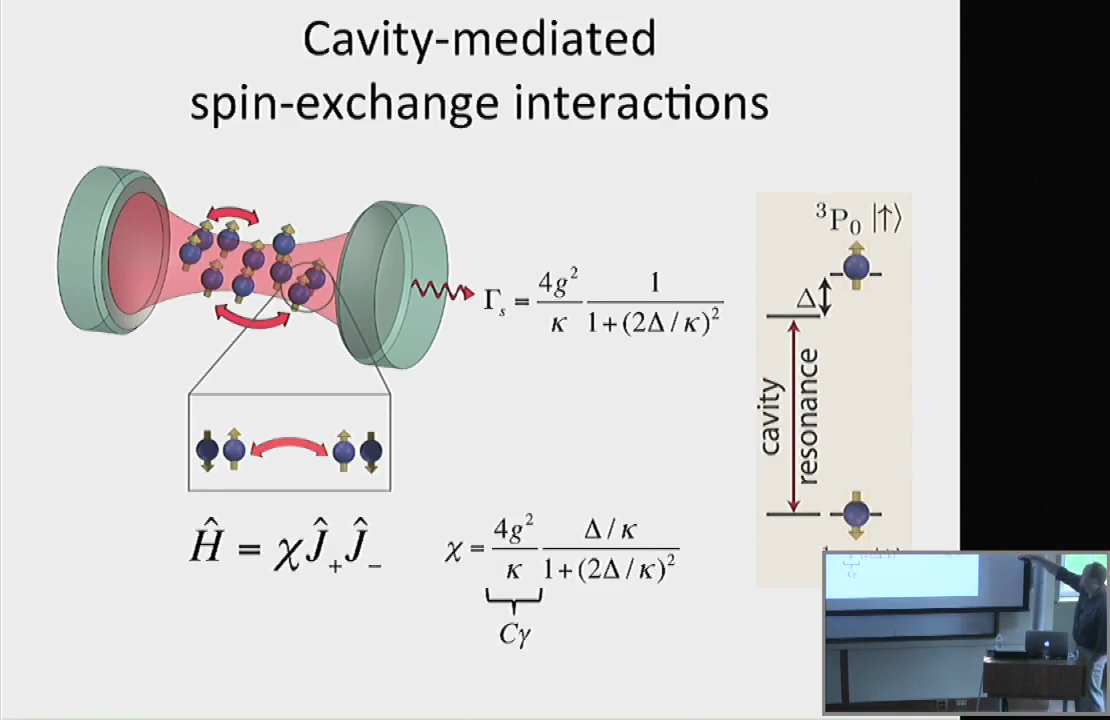 Cavity-mediated
spin-exchange interactions
³P₀ |↑⟩
Δ
Γₛ = 4g²/κ 1/(1+(2Δ/κ)²)
cavity
resonance
Ĥ = χĴ₊Ĵ₋
χ = 4g²/κ (Δ/κ)/(1+(2Δ/κ)²)
Cγ